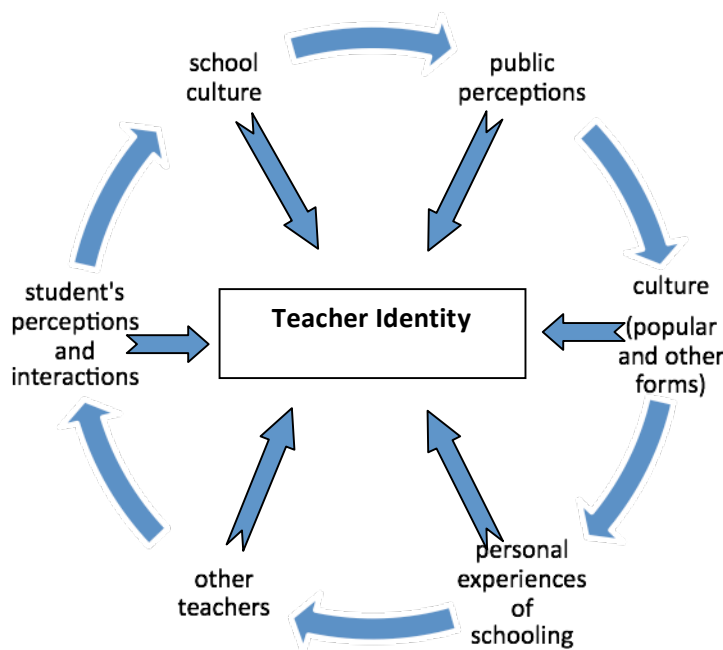 school
culture
public
perceptions
culture
(popular
and other
forms)
personal
experiences
of
schooling
other
teachers
student's
perceptions
and
interactions
Teacher Identity